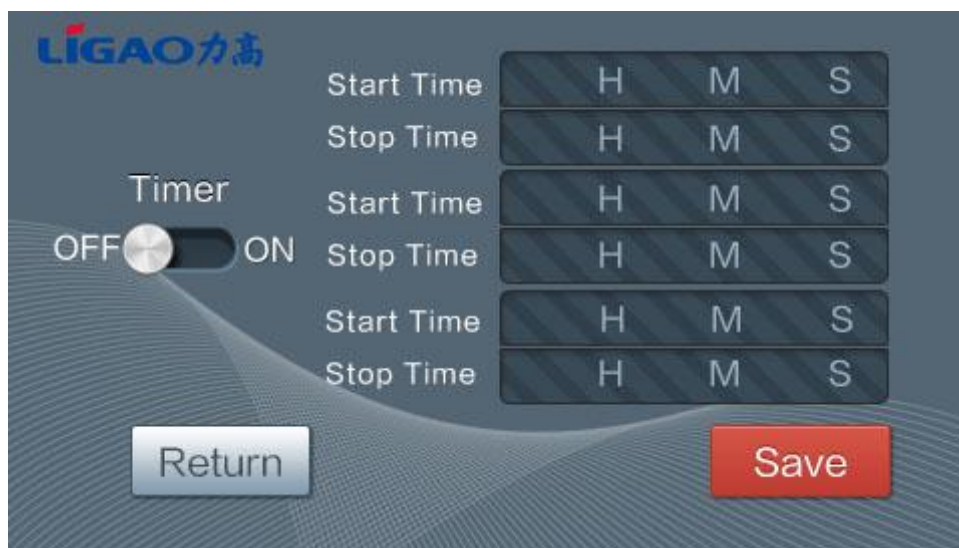 LIGAO力高
Start Time H M S
Stop Time H M S
Timer
OFF ON
Start Time H M S
Stop Time H M S
Start Time H M S
Stop Time H M S
Return Save